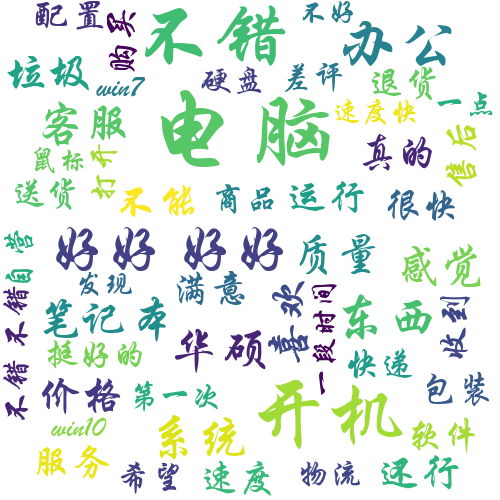 配置
购买
不错
不好
办公
垃圾
win7
硬盘
差评
退货
一点
客服
电脑
速度快
鼠标
打开
真的
售后
送货
不能
商品
运行
很快
自营
好好
好好
质量
感觉
发现
满意
喜欢
一段时间
不错 不错
笔记本
华硕
东西
收到
挺好的
快递
价格
第一次
开机
包装
win10
系统
软件
服务
希望
速度
物流
还行